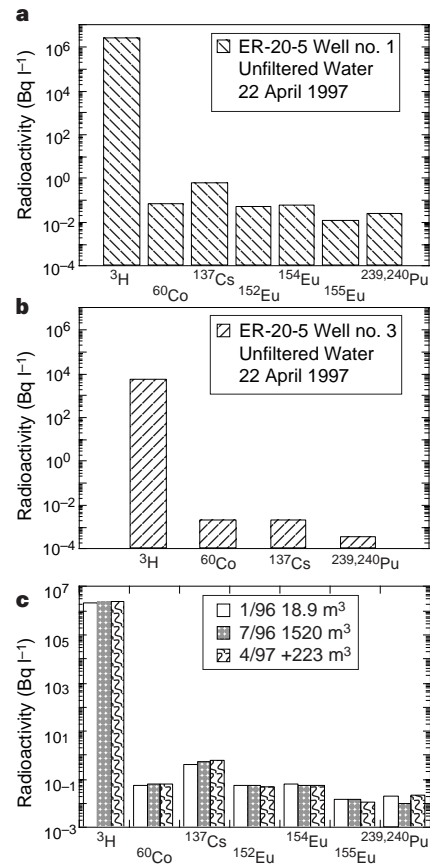 a
Radioactivity (Bq l⁻¹)
10⁶
10⁴
10²
10⁰
10⁻²
10⁻⁴
ER-20-5 Well no. 1
Unfiltered Water
22 April 1997
³H
⁶⁰Co
¹³⁷Cs
¹⁵²Eu
¹⁵⁴Eu
¹⁵⁵Eu
²³⁹,²⁴⁰Pu
b
Radioactivity (Bq l⁻¹)
10⁶
10⁴
10²
10⁰
10⁻²
10⁻⁴
ER-20-5 Well no. 3
Unfiltered Water
22 April 1997
³H
⁶⁰Co
¹³⁷Cs
²³⁹,²⁴⁰Pu
c
Radioactivity (Bq l⁻¹)
10⁷
10⁵
10³
10¹
10⁻¹
10⁻³
1/96 18.9 m³
7/96 1520 m³
4/97 +223 m³
³H
⁶⁰Co
¹³⁷Cs
¹⁵²Eu
¹⁵⁴Eu
¹⁵⁵Eu
²³⁹,²⁴⁰Pu